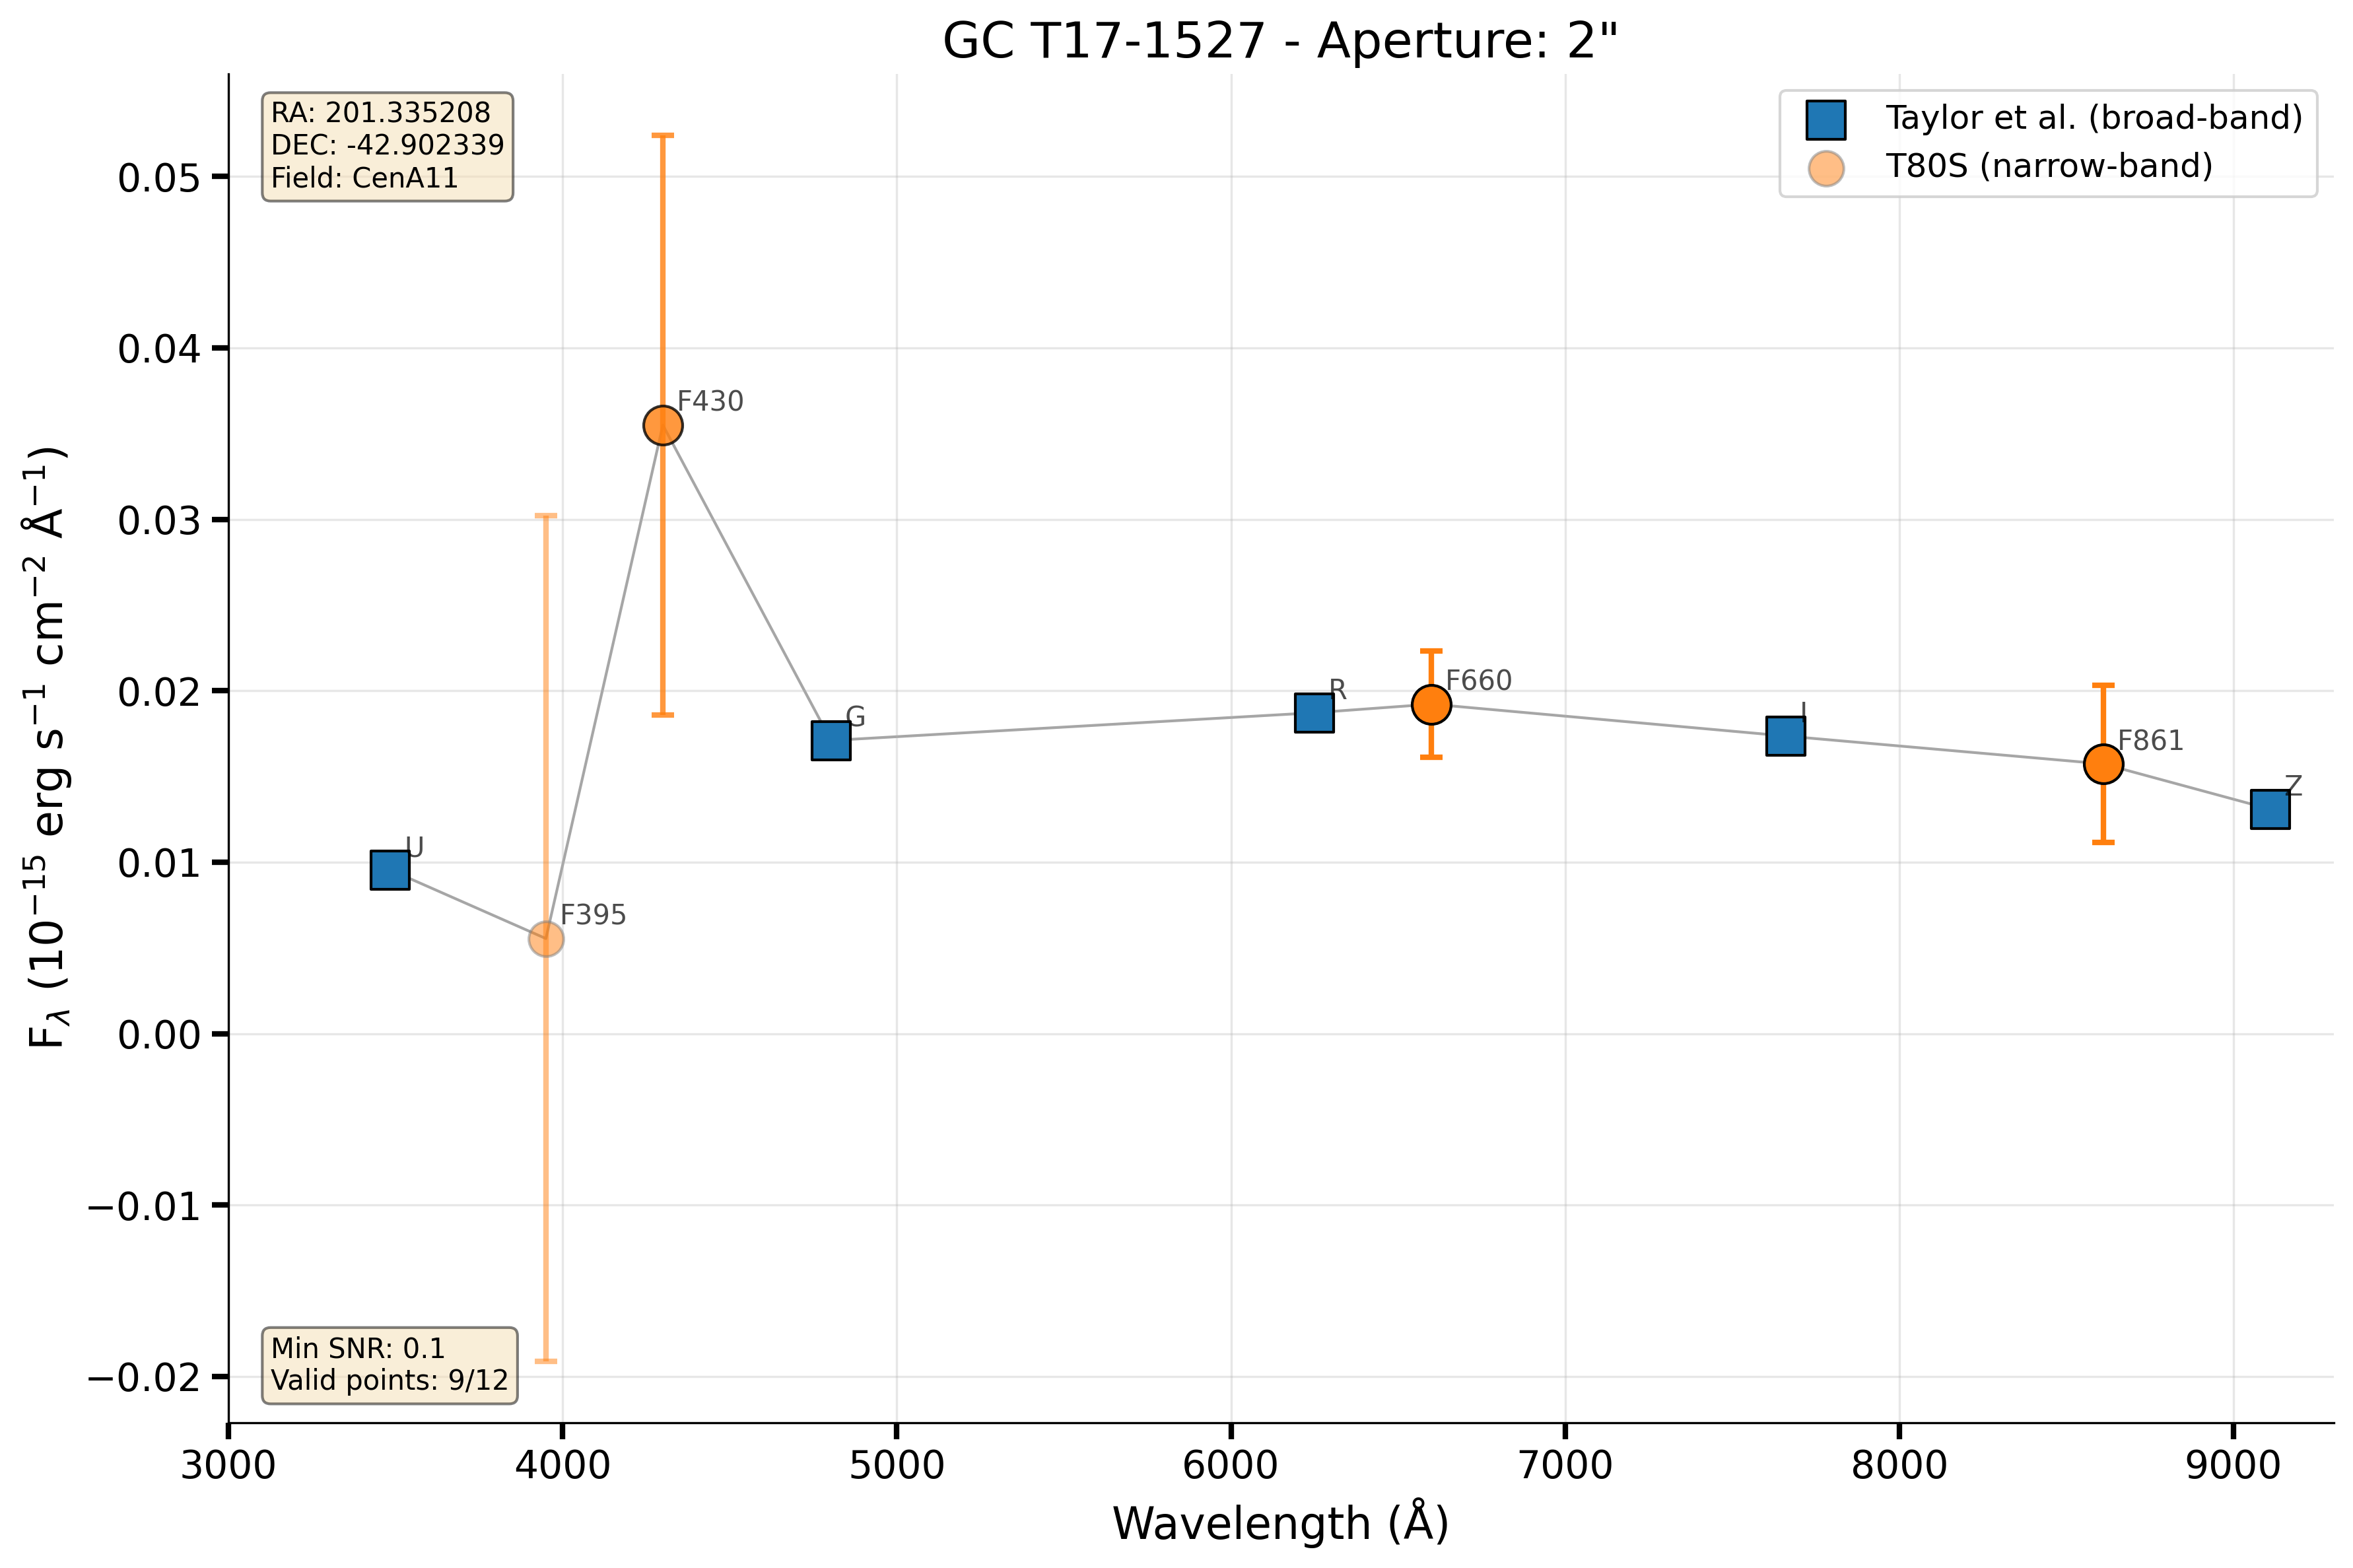 GC T17-1527 - Aperture: 2"
RA: 201.335208
DEC: -42.902339
Field: CenA11
Taylor et al. (broad-band)
T80S (narrow-band)
0.05
0.04
0.03
0.02
0.01
0.00
−0.01
−0.02
F_λ (10⁻¹⁵ erg s⁻¹ cm⁻² Å⁻¹)
U
F395
F430
G
R
F660
I
F861
Z
Min SNR: 0.1
Valid points: 9/12
3000 4000 5000 6000 7000 8000 9000
Wavelength (Å)